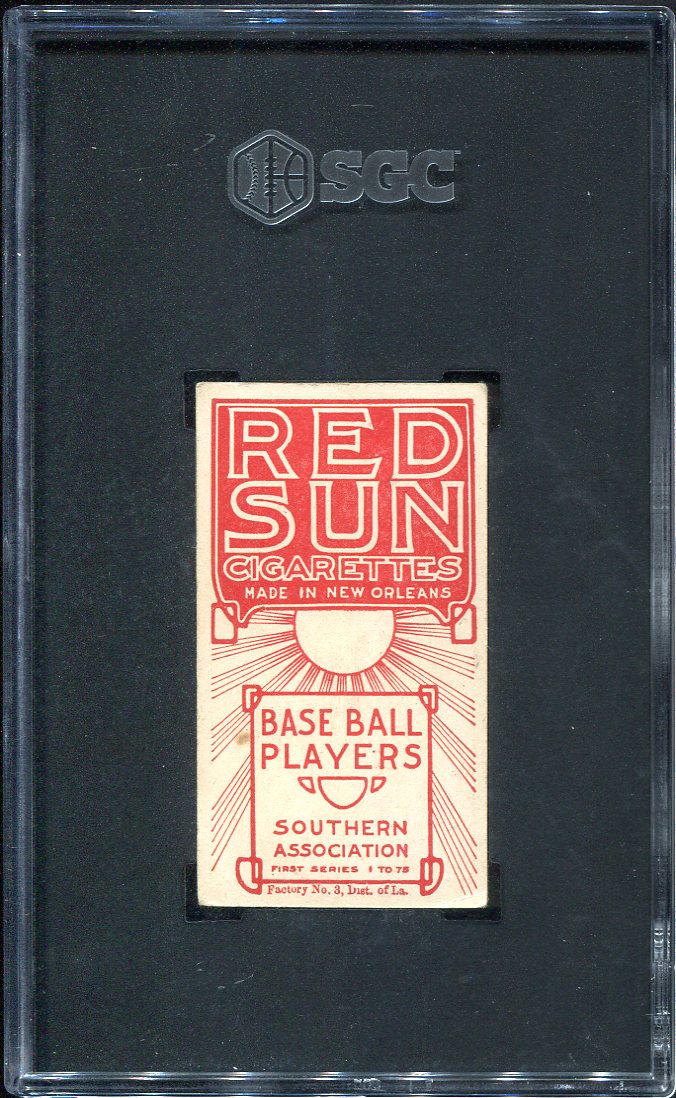 SGC
RED
SUN
CIGARETTES
MADE IN NEW ORLEANS
BASE BALL
PLAYERS
SOUTHERN
ASSOCIATION
FIRST SERIES 1 TO 75
Factory No. 3, Dist. of La.